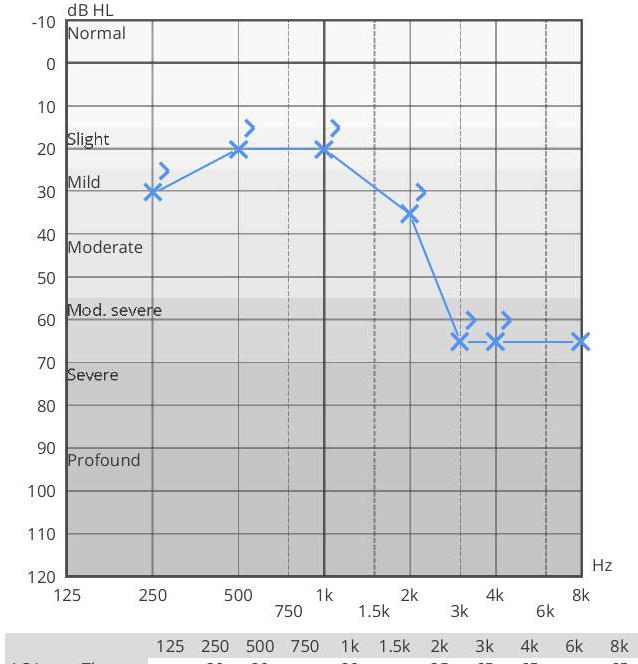 dB HL
-10
Normal
0
10
Slight
20
Mild
30
40
Moderate
50
Mod. severe
60
70
Severe
80
90
Profound
100
110
120
Hz
125 250 500 1k 2k 4k 8k
750 1.5k 3k 6k
125 250 500 750 1k 1.5k 2k 3k 4k 6k 8k